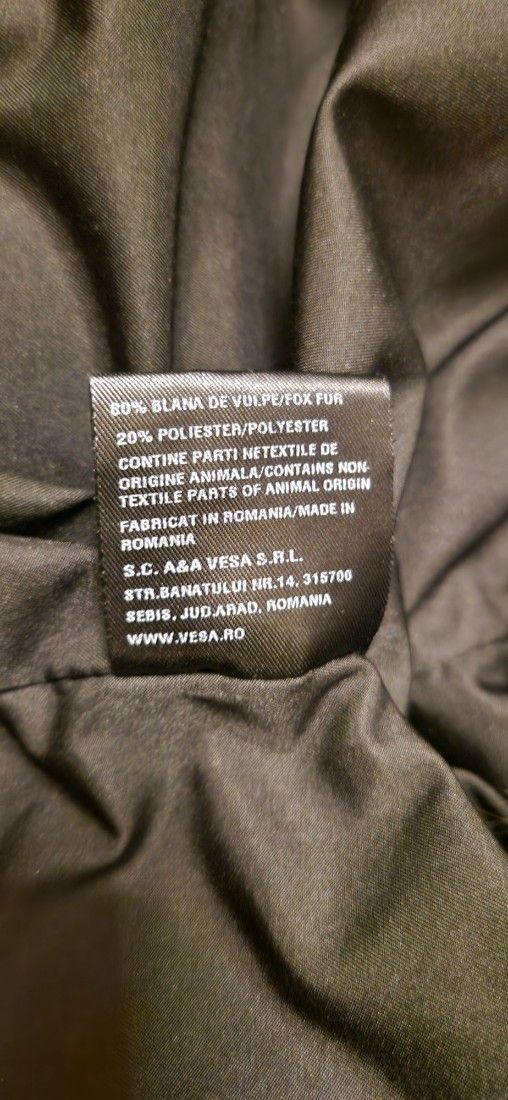 80% BLANA DE VULPE/FOX FUR
20% POLIESTER/POLYESTER
CONTINE PARTI NETEXTILE DE
ORIGINE ANIMALA/CONTAINS NON-
TEXTILE PARTS OF ANIMAL ORIGIN
FABRICAT IN ROMANIA/MADE IN
ROMANIA
S.C. A&A VESA S.R.L.
STR.BANATULUI NR.14, 315700
SEBIS, JUD.ARAD, ROMANIA
WWW.VESA.RO